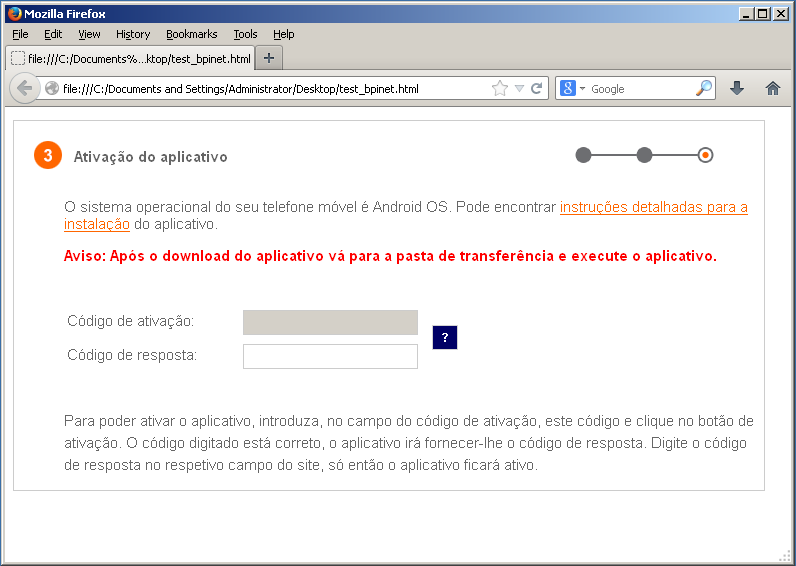 Mozilla Firefox
File Edit View History Bookmarks Tools Help
file:///C:/Documents%...ktop/test_bpinet.html
file:///C:/Documents and Settings/Administrator/Desktop/test_bpinet.html
8 Google
3 Ativação do aplicativo
O sistema operacional do seu telefone móvel é Android OS. Pode encontrar instruções detalhadas para a
instalação do aplicativo.
Aviso: Após o download do aplicativo vá para a pasta de transferência e execute o aplicativo.
Código de ativação:
?
Código de resposta:
Para poder ativar o aplicativo, introduza, no campo do código de ativação, este código e clique no botão de
ativação. O código digitado está correto, o aplicativo irá fornecer-lhe o código de resposta. Digite o código
de resposta no respetivo campo do site, só então o aplicativo ficará ativo.